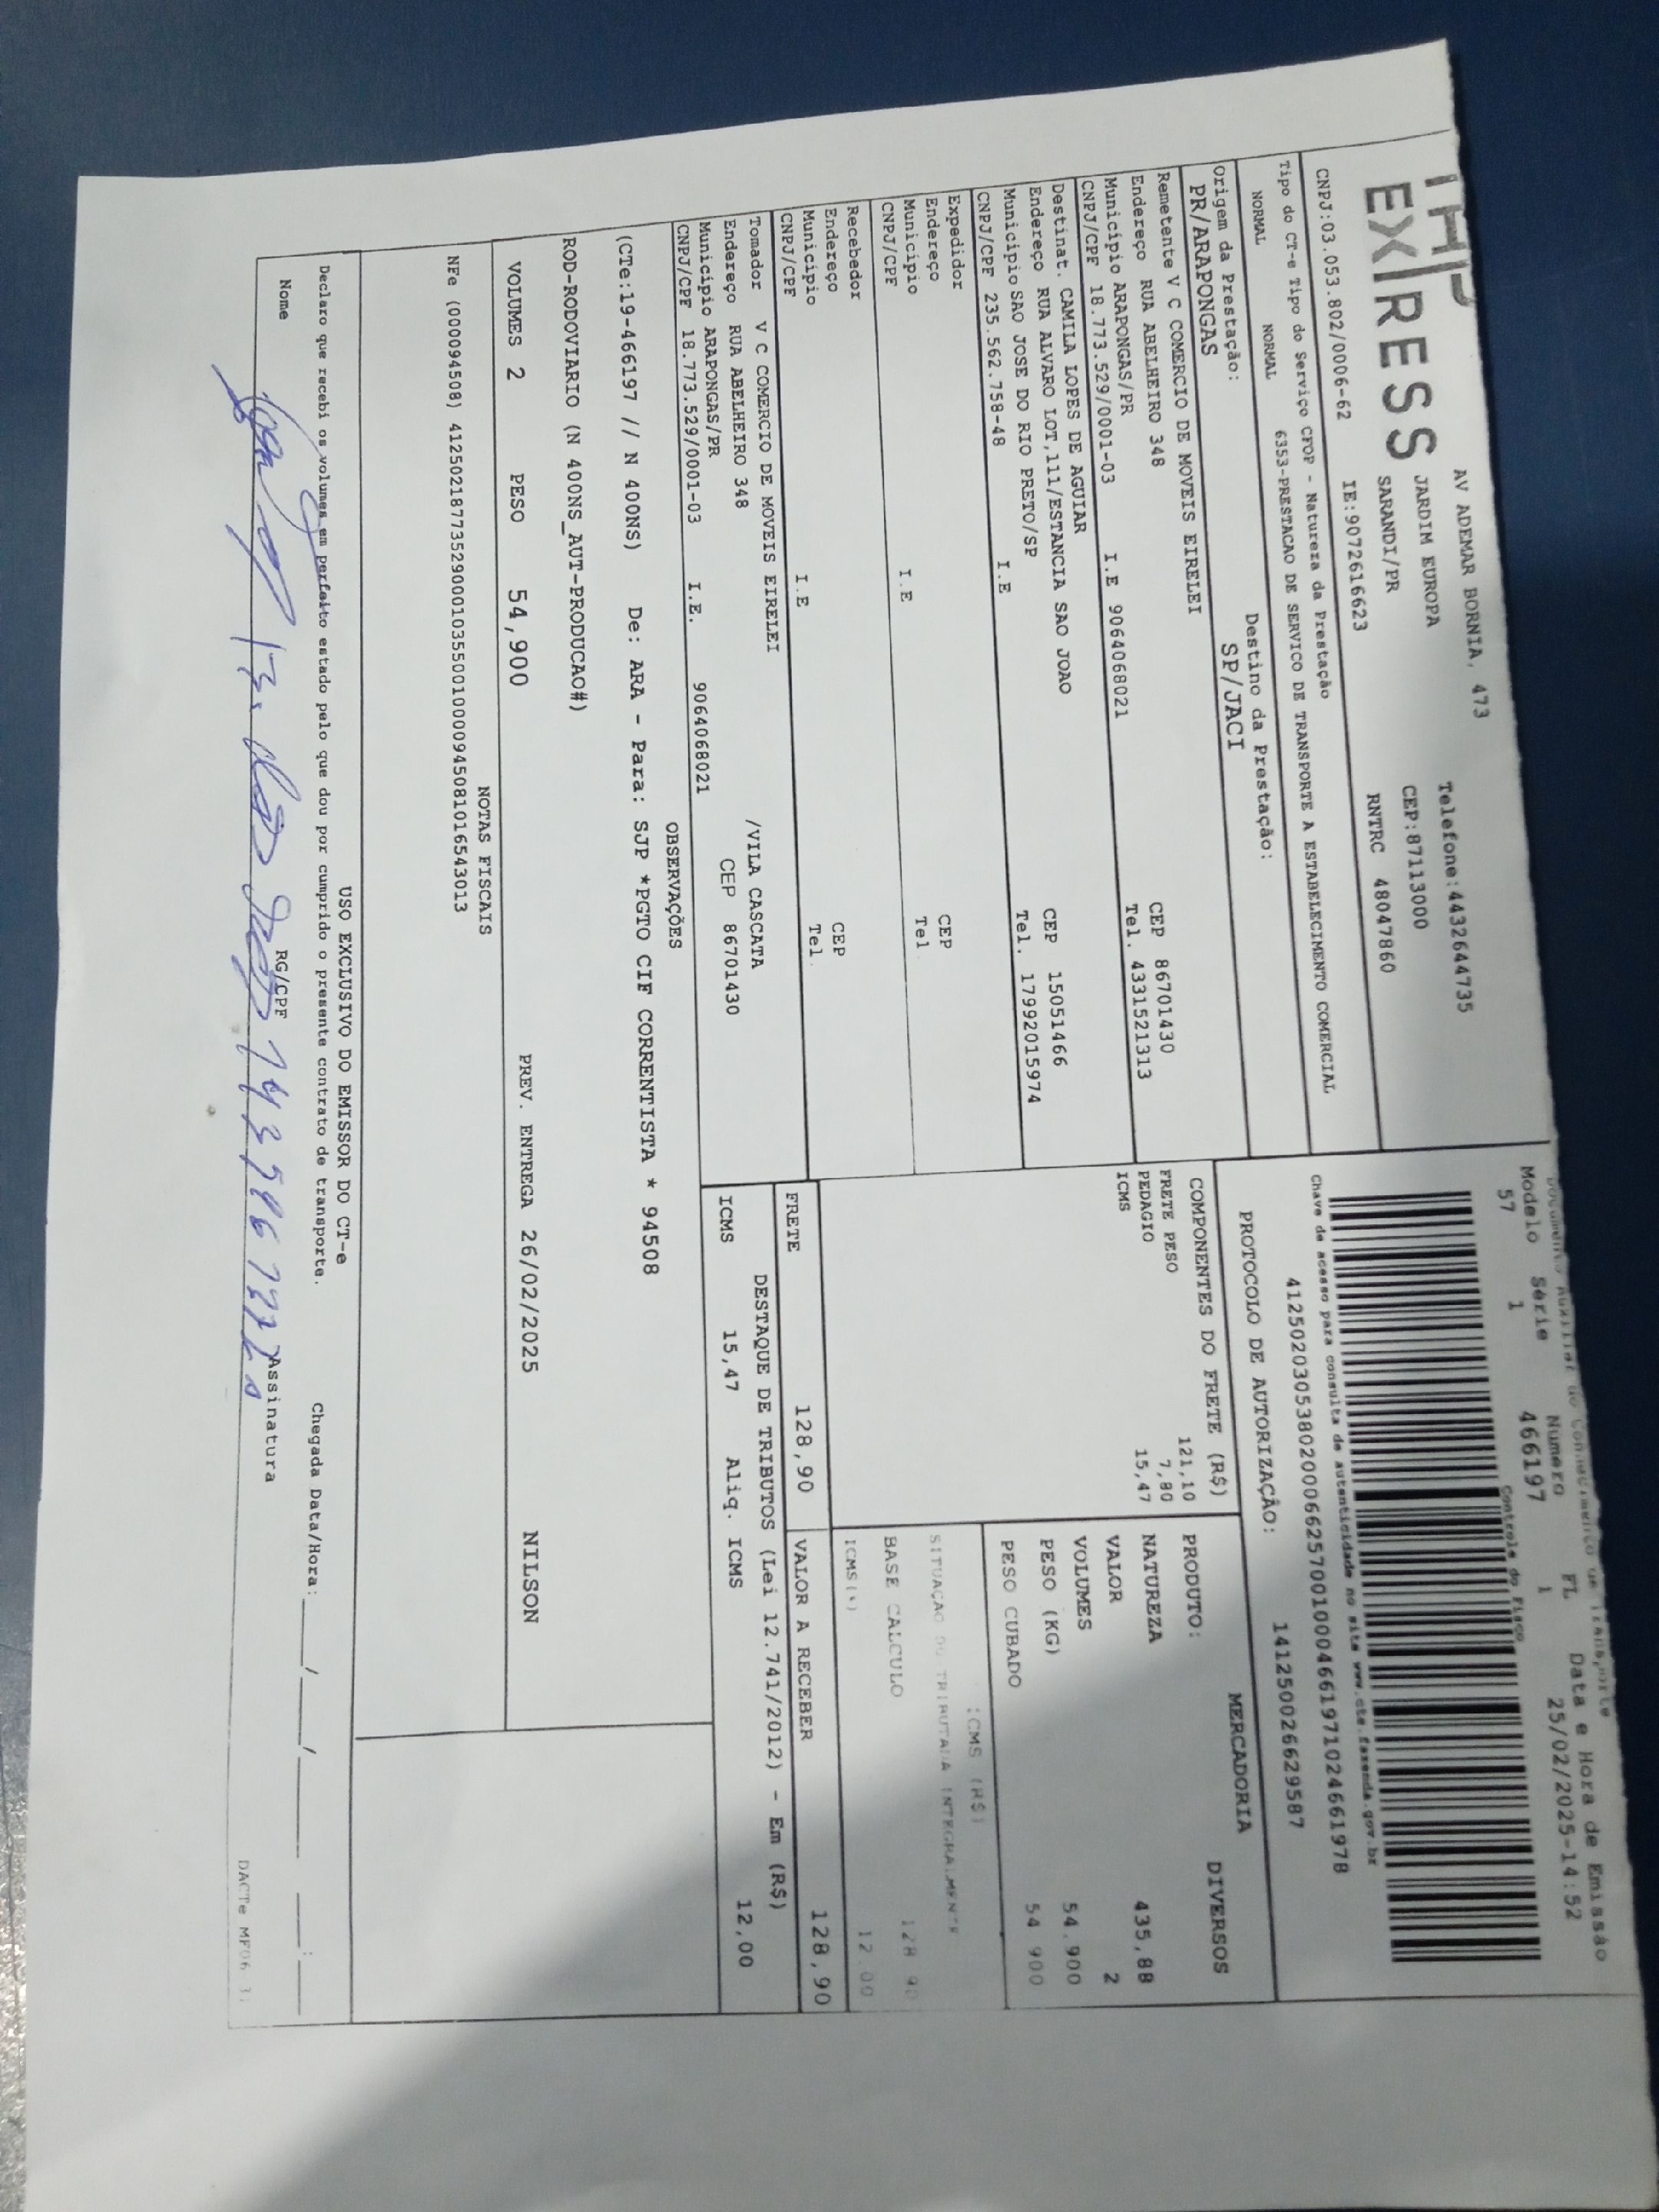 EXPRESS
AV ADEMAR BORNIA, 473
JARDIM EUROPA
SARANDI/PR
Telefone:4432644735
CEP:87113000
CNPJ:03.053.802/0006-62 IE:9072616623 RNTRC 48047860
Modelo Série Número FL Data e Hora de Emissão
57 1 466197 1 25/02/2025-14:52
Controle do Fisco
Chave de acesso para consulta de autenticidade no site www.cte.fazenda.gov.br
41250203053802000662570010004661971024661978
PROTOCOLO DE AUTORIZAÇÃO: 141250026629587
Tipo do CT-e Tipo do Serviço CFOP - Natureza da Prestação
NORMAL NORMAL 6353-PRESTACAO DE SERVICO DE TRANSPORTE A ESTABELECIMENTO COMERCIAL
Origem da Prestação: Destino da Prestação:
PR/ARAPONGAS SP/JACI
Remetente V C COMERCIO DE MOVEIS EIRELEI
Endereço RUA ABELHEIRO 348 CEP 86701430
Município ARAPONGAS/PR Tel. 4331521313
CNPJ/CPF 18.773.529/0001-03 I.E 9064068021
Destinat. CAMILA LOPES DE AGUIAR
Endereço RUA ALVARO LOT,111/ESTANCIA SAO JOAO CEP 15051466
Município SAO JOSE DO RIO PRETO/SP Tel. 17992015974
CNPJ/CPF 235.562.758-48 I.E
Expedidor
Endereço CEP
Município Tel
CNPJ/CPF I.E
Recebedor
Endereço CEP
Município Tel.
CNPJ/CPF I.E
Tomador V C COMERCIO DE MOVEIS EIRELEI
Endereço RUA ABELHEIRO 348 /VILA CASCATA
Município ARAPONGAS/PR CEP 86701430
CNPJ/CPF 18.773.529/0001-03 I.E. 9064068021
COMPONENTES DO FRETE (R$)
FRETE PESO 121,10
PEDAGIO 7,80
ICMS 15,47
MERCADORIA
PRODUTO: DIVERSOS
NATUREZA
VALOR 435,88
VOLUMES 2
PESO (KG) 54.900
PESO CUBADO 54 900
ICMS (R$)
SITUAÇAO DO TRIBUTADA INTEGRALMENTE
BASE CALCULO 128 90
ICMS(%) 12.00
FRETE 128,90 VALOR A RECEBER 128,90
DESTAQUE DE TRIBUTOS (Lei 12.741/2012) - Em (R$)
ICMS 15,47 Aliq. ICMS 12,00
OBSERVAÇÕES
(CTe:19-466197 // N 400NS) De: ARA - Para: SJP *PGTO CIF CORRENTISTA * 94508
ROD-RODOVIARIO (N 400NS_AUT-PRODUCAO#)
VOLUMES 2 PESO 54,900 PREV. ENTREGA 26/02/2025 NILSON
NOTAS FISCAIS
NFe (000094508) 41250218773529000103550010000945081016543013
USO EXCLUSIVO DO EMISSOR DO CT-e
Declaro que recebi os volumes em perfeito estado pelo que dou por cumprido o presente contrato de transporte. Chegada Data/Hora:___/___/______ ___:___
Nome RG/CPF Assinatura
DACTe MF06 3.